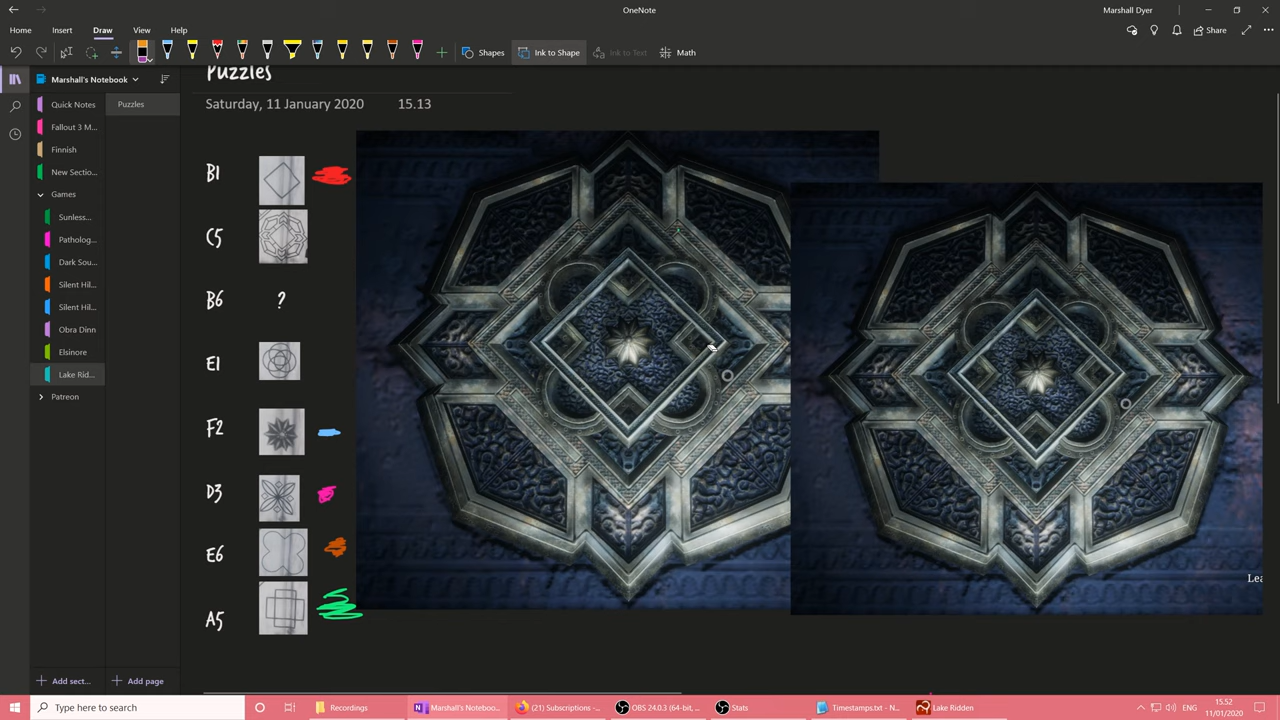 OneNote
Marshall Dyer
Home
Insert
Draw
View
Help
Shapes
Ink to Shape
Ink to Text
Math
Share
Marshall's Notebook
Quick Notes
Fallout 3 M...
Finnish
New Sectio...
Games
Sunless...
Patholog...
Dark Sou...
Silent Hil...
Silent Hil...
Obra Dinn
Elsinore
Lake Rid...
Patreon
Add sect...
Add page
Puzzles
Puzzles
Saturday, 11 January 2020
15.13
B1
C5
B6 ?
E1
F2
D3
E6
A5
Lea
Type here to search
Recordings
Marshall's Notebook...
(21) Subscriptions -...
OBS 24.0.3 (64-bit, ...
Stats
Timestamps.txt - N...
Lake Ridden
ENG
15.52
11/01/2020